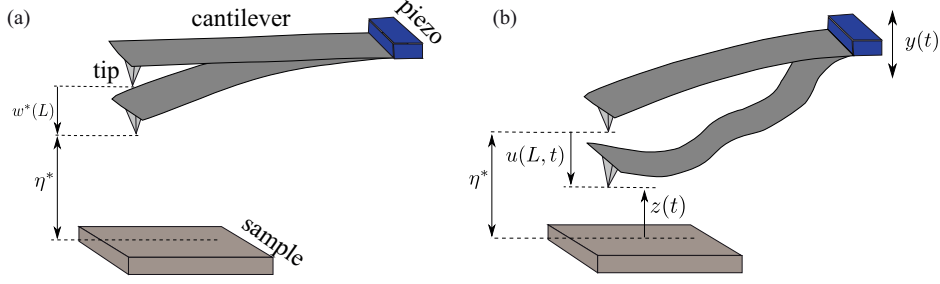 (a)
cantilever
piezo
tip
w*(L)
η*
sample
(b)
y(t)
u(L, t)
η*
z(t)